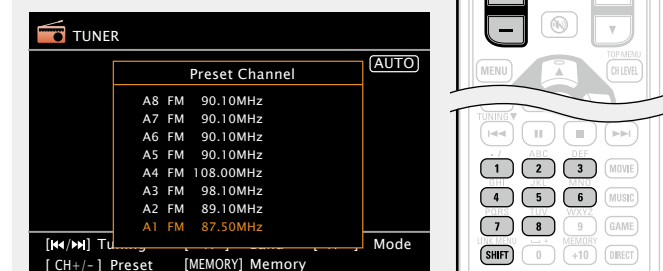 TUNER
AUTO
Preset Channel
A8 FM 90.10MHz
A7 FM 90.10MHz
A6 FM 90.10MHz
A5 FM 90.10MHz
A4 FM 108.00MHz
A3 FM 98.10MHz
A2 FM 89.10MHz
A1 FM 87.50MHz
[⏮/⏭] Mode
[CH+/-] Preset [MEMORY] Memory
−
▼
TOP MENU
MENU CH LEVEL
TUNING▼
⏮ ⏸ ⏹ ⏭
. / ABC DEF
1 2 3 MOVIE
GHI JKL MNO
4 5 6 MUSIC
PQRS TUV WXYZ
7 8 9 GAME
LINK MENU MEMORY
SHIFT 0 +10 DIRECT